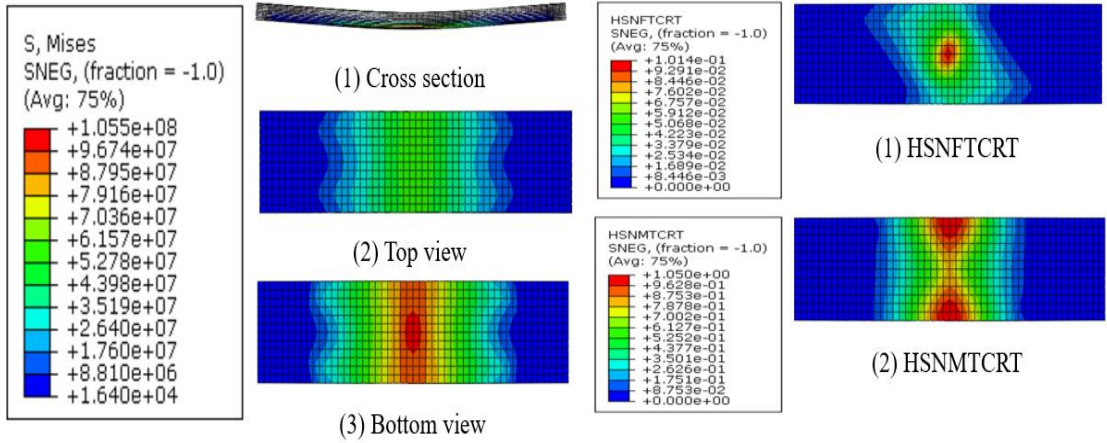 S, Mises
SNEG, (fraction = -1.0)
(Avg: 75%)
+1.055e+08
+9.674e+07
+8.795e+07
+7.916e+07
+7.036e+07
+6.157e+07
+5.278e+07
+4.398e+07
+3.519e+07
+2.640e+07
+1.760e+07
+8.810e+06
+1.640e+04
(1) Cross section
(2) Top view
(3) Bottom view
HSNFTCRT
SNEG, (fraction = -1.0)
(Avg: 75%)
+1.014e-01
+9.291e-02
+8.446e-02
+7.602e-02
+6.757e-02
+5.912e-02
+5.068e-02
+4.223e-02
+3.379e-02
+2.534e-02
+1.689e-02
+8.446e-03
+0.000e+00
(1) HSNFTCRT
HSNMTCRT
SNEG, (fraction = -1.0)
(Avg: 75%)
+1.050e+00
+9.628e-01
+8.753e-01
+7.878e-01
+7.002e-01
+6.127e-01
+5.252e-01
+4.377e-01
+3.501e-01
+2.626e-01
+1.751e-01
+8.753e-02
+0.000e+00
(2) HSNMTCRT